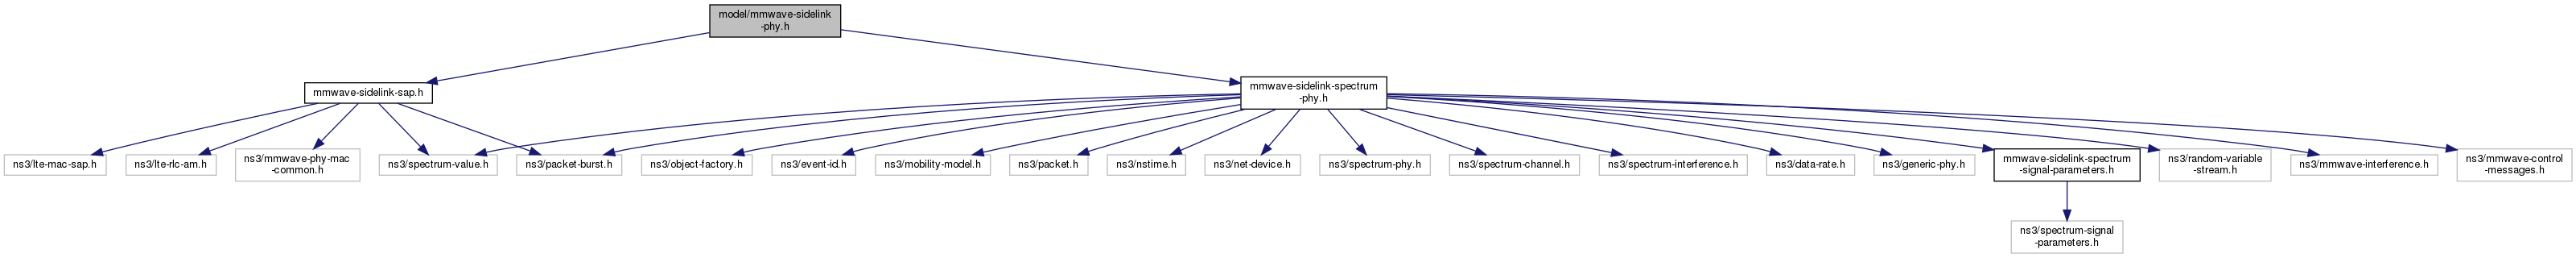 model/mmwave-sidelink
-phy.h
mmwave-sidelink-sap.h
mmwave-sidelink-spectrum
-phy.h
ns3/lte-mac-sap.h
ns3/lte-rlc-am.h
ns3/mmwave-phy-mac
-common.h
ns3/spectrum-value.h
ns3/packet-burst.h
ns3/object-factory.h
ns3/event-id.h
ns3/mobility-model.h
ns3/packet.h
ns3/nstime.h
ns3/net-device.h
ns3/spectrum-phy.h
ns3/spectrum-channel.h
ns3/spectrum-interference.h
ns3/data-rate.h
ns3/generic-phy.h
mmwave-sidelink-spectrum
-signal-parameters.h
ns3/random-variable
-stream.h
ns3/mmwave-interference.h
ns3/mmwave-control
-messages.h
ns3/spectrum-signal
-parameters.h